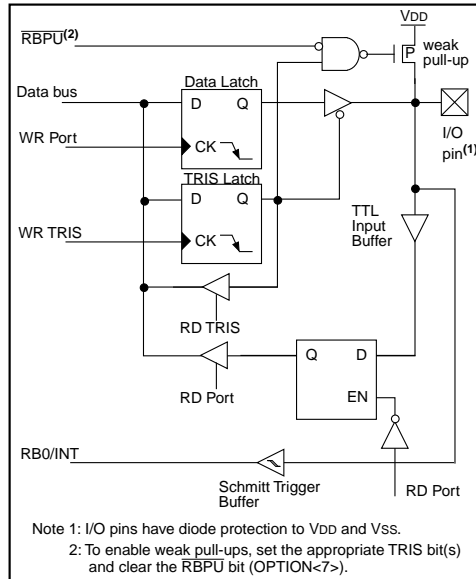 VDD
RBPU(2)
weak
pull-up
P
Data Latch
Data bus
D Q
WR Port
CK
I/O
pin(1)
TRIS Latch
D Q
TTL
Input
Buffer
WR TRIS
CK
RD TRIS
Q D
RD Port
EN
RB0/INT
Schmitt Trigger
Buffer
RD Port
Note 1: I/O pins have diode protection to VDD and VSS.
2: To enable weak pull-ups, set the appropriate TRIS bit(s)
and clear the RBPU bit (OPTION<7>).